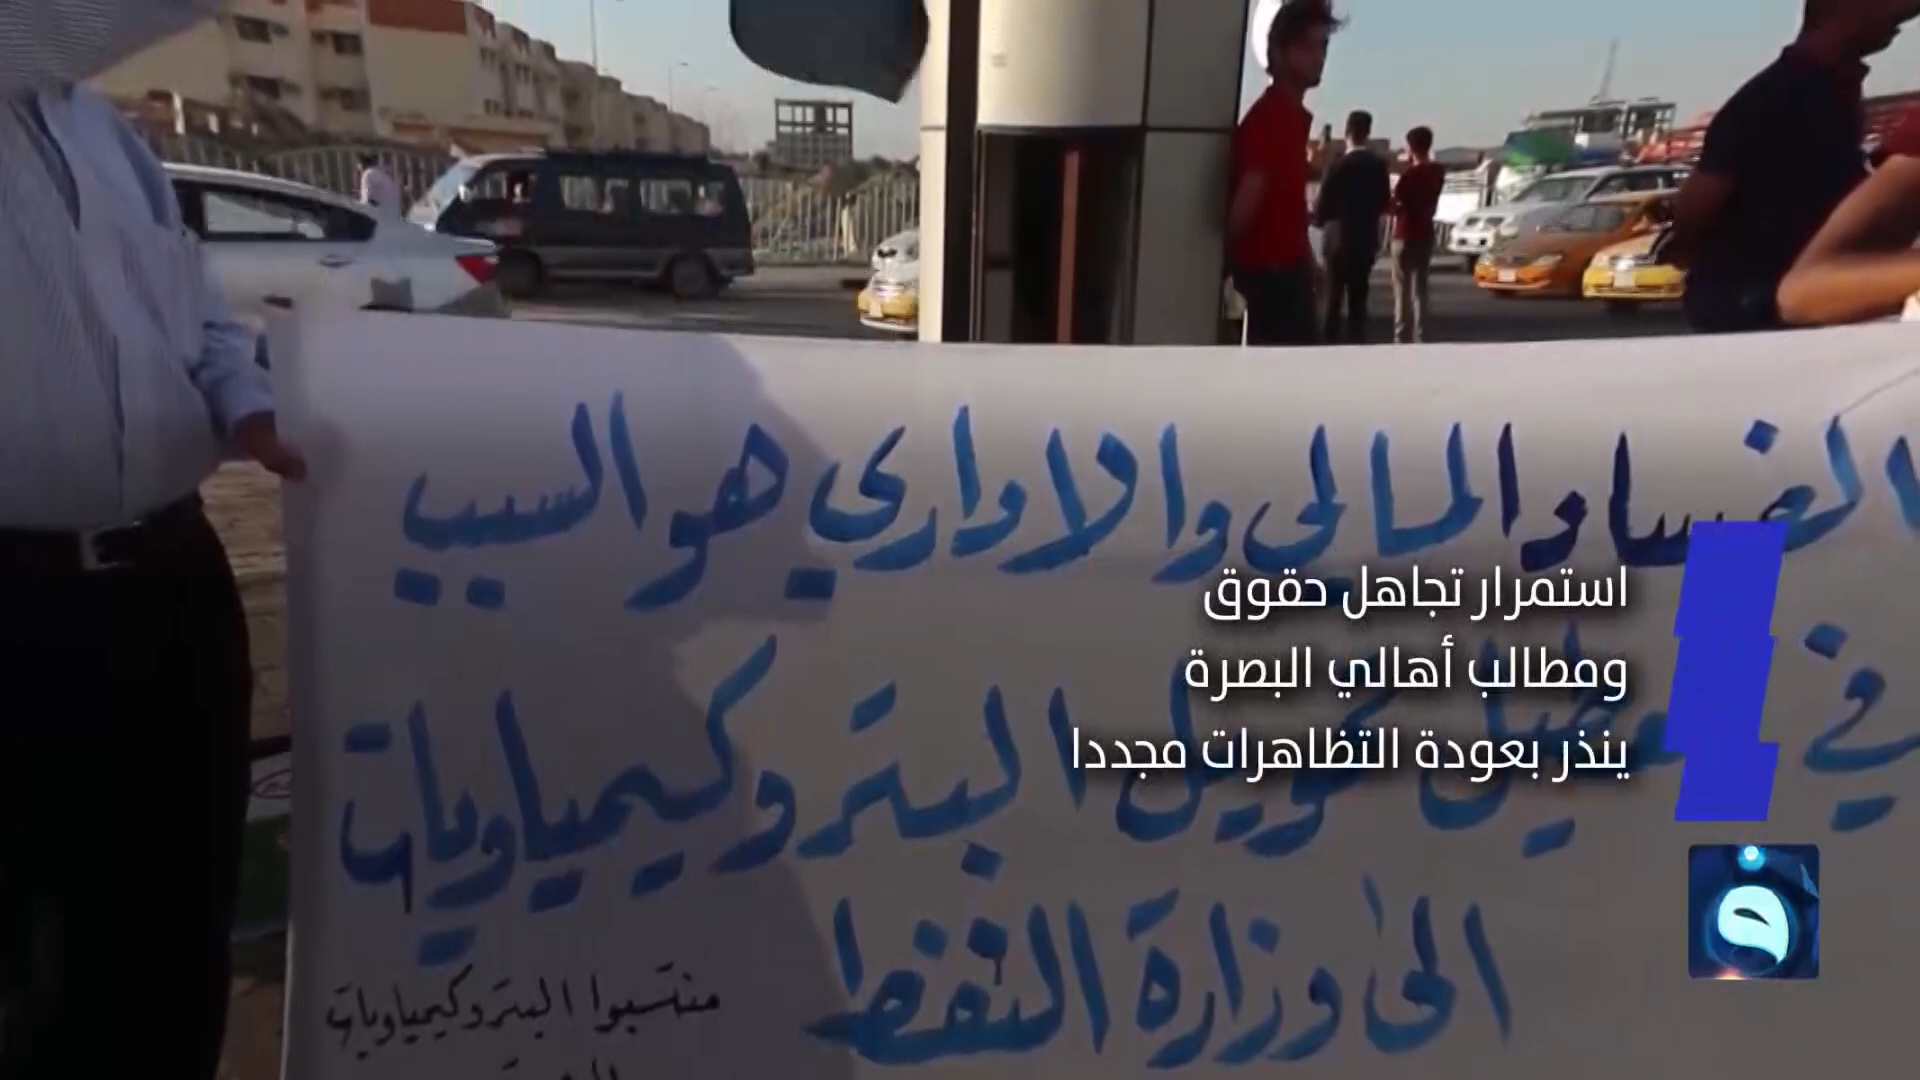 الفساد المالي والاداري هو السبب
في تعطيل تحويل البتروكيمياويات
الى وزارة النفط
منتسبوا البتروكيمياويات
استمرار تجاهل حقوق
ومطالب أهالي البصرة
ينذر بعودة التظاهرات مجددا